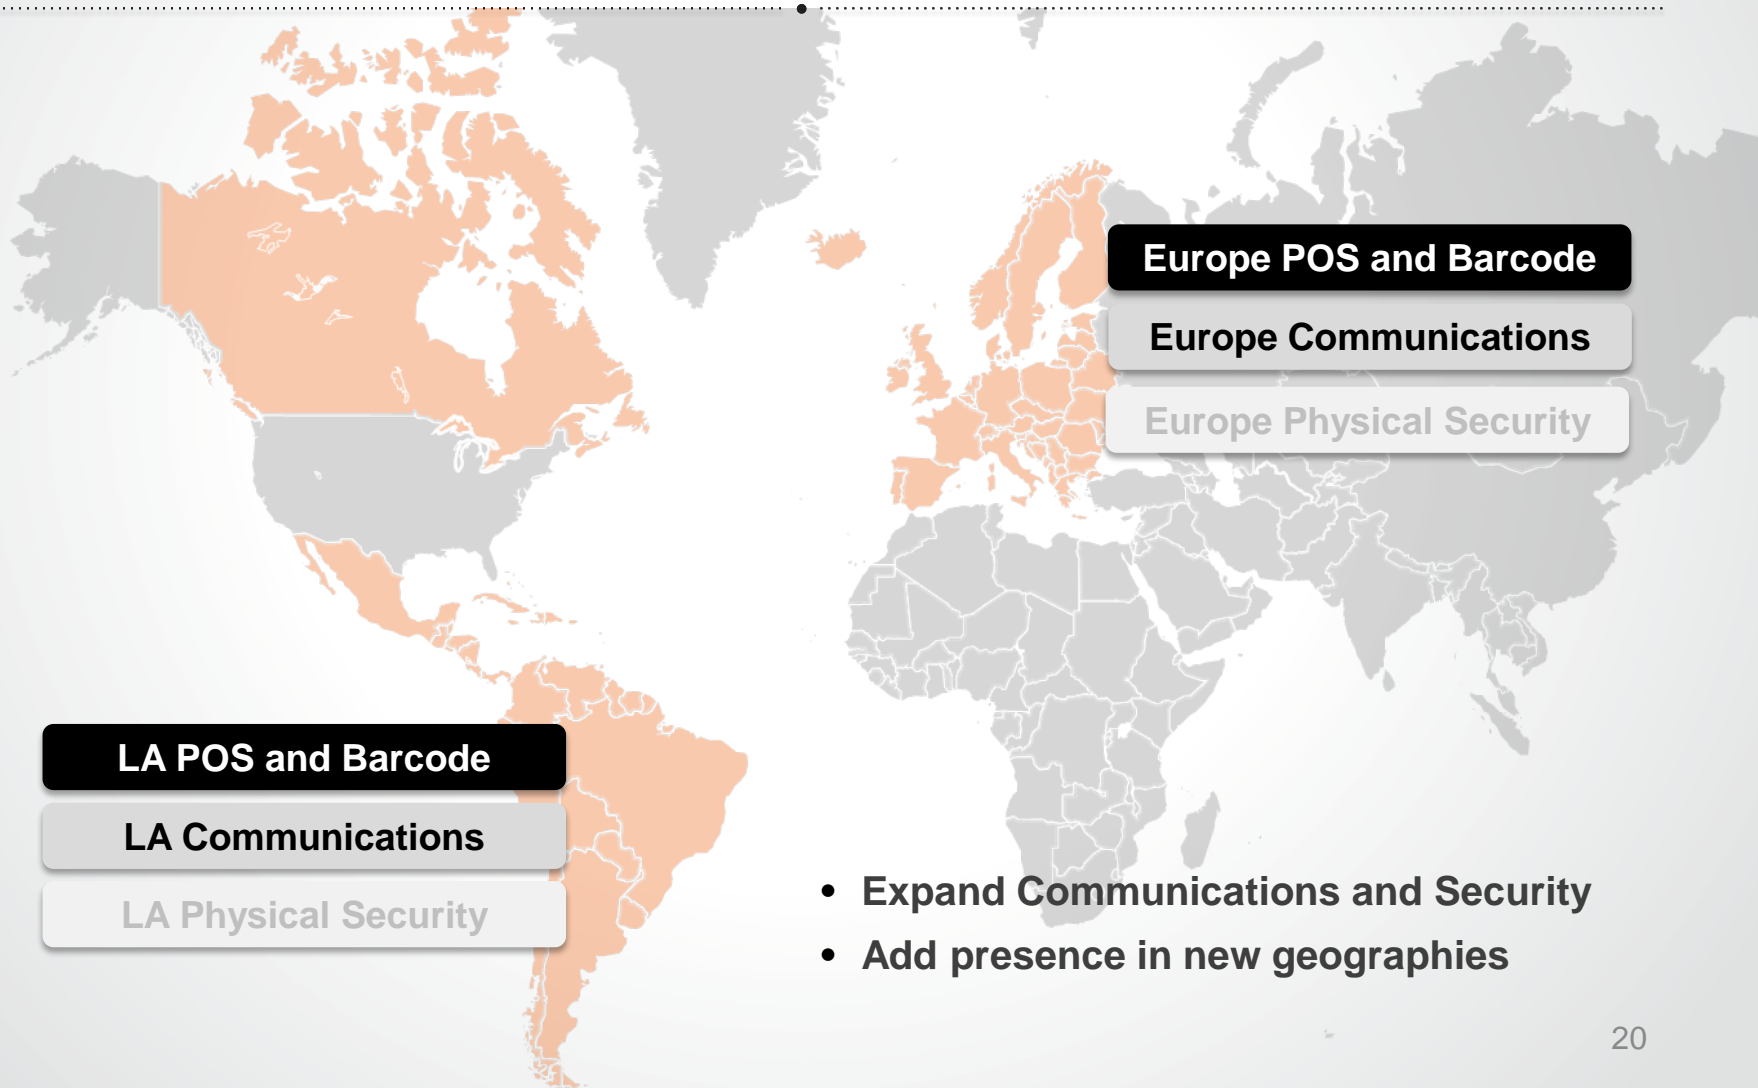 Europe POS and Barcode
Europe Communications
Europe Physical Security
LA POS and Barcode
LA Communications
LA Physical Security
• Expand Communications and Security
• Add presence in new geographies
20